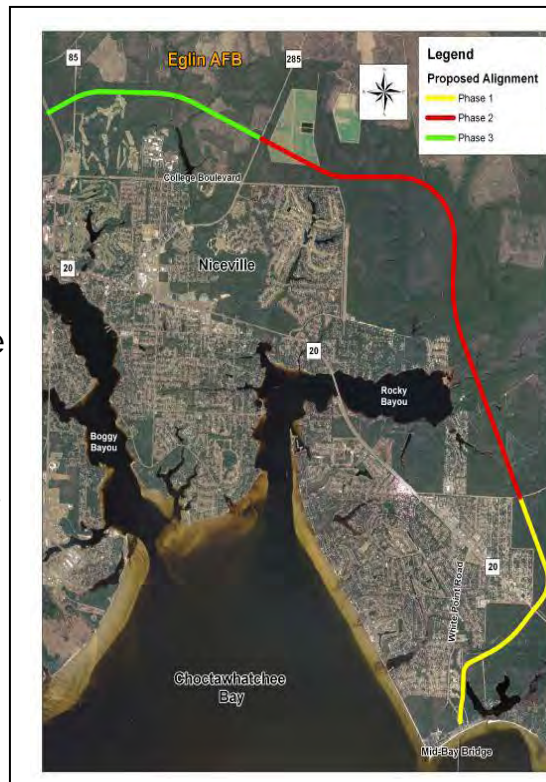 Eglin AFB
85
285
Legend
Proposed Alignment
Phase 1
Phase 2
Phase 3
College Boulevard
Niceville
20
20
Rocky
Bayou
Boggy
Bayou
e
White Point Road
20
Choctawhatchee
Bay
Mid-Bay Bridge